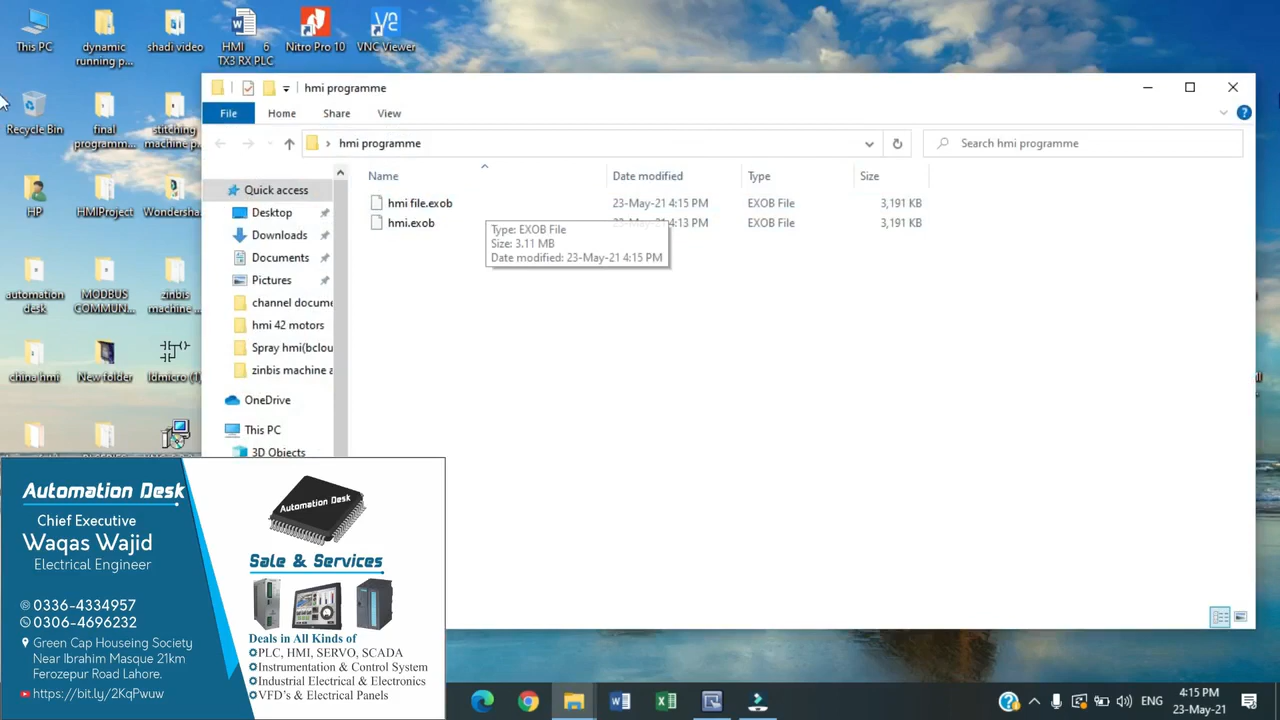 This PC
dynamic
running p...
shadi video
HMI 6
TX3 RX PLC
Nitro Pro 10
VNC Viewer
Recycle Bin
final
programm...
stitching
machine p...
HP
HMIProject
Wondersha...
automation
desk
MODBUS
COMMUN...
zinbis
machine ...
china hmi
New folder
ldmicro (1)
hmi programme
File
Home
Share
View
hmi programme
Search hmi programme
Name
Date modified
Type
Size
hmi file.exob
23-May-21 4:15 PM
EXOB File
3,191 KB
hmi.exob
4:13 PM
EXOB File
3,191 KB
Type: EXOB File
Size: 3.11 MB
Date modified: 23-May-21 4:15 PM
Quick access
Desktop
Downloads
Documents
Pictures
channel docume
hmi 42 motors
Spray hmi(bclou
zinbis machine a
OneDrive
This PC
3D Objects
Automation Desk
Chief Executive
Waqas Wajid
Electrical Engineer
0336-4334957
0306-4696232
Green Cap Houseing Society
Near Ibrahim Masque 21km
Ferozepur Road Lahore.
https://bit.ly/2KqPwuw
Automation Desk
Sale & Services
Deals in All Kinds of
PLC, HMI, SERVO, SCADA
Instrumentation & Control System
Industrial Electrical & Electronics
VFD's & Electrical Panels
ENG
4:15 PM
23-May-21